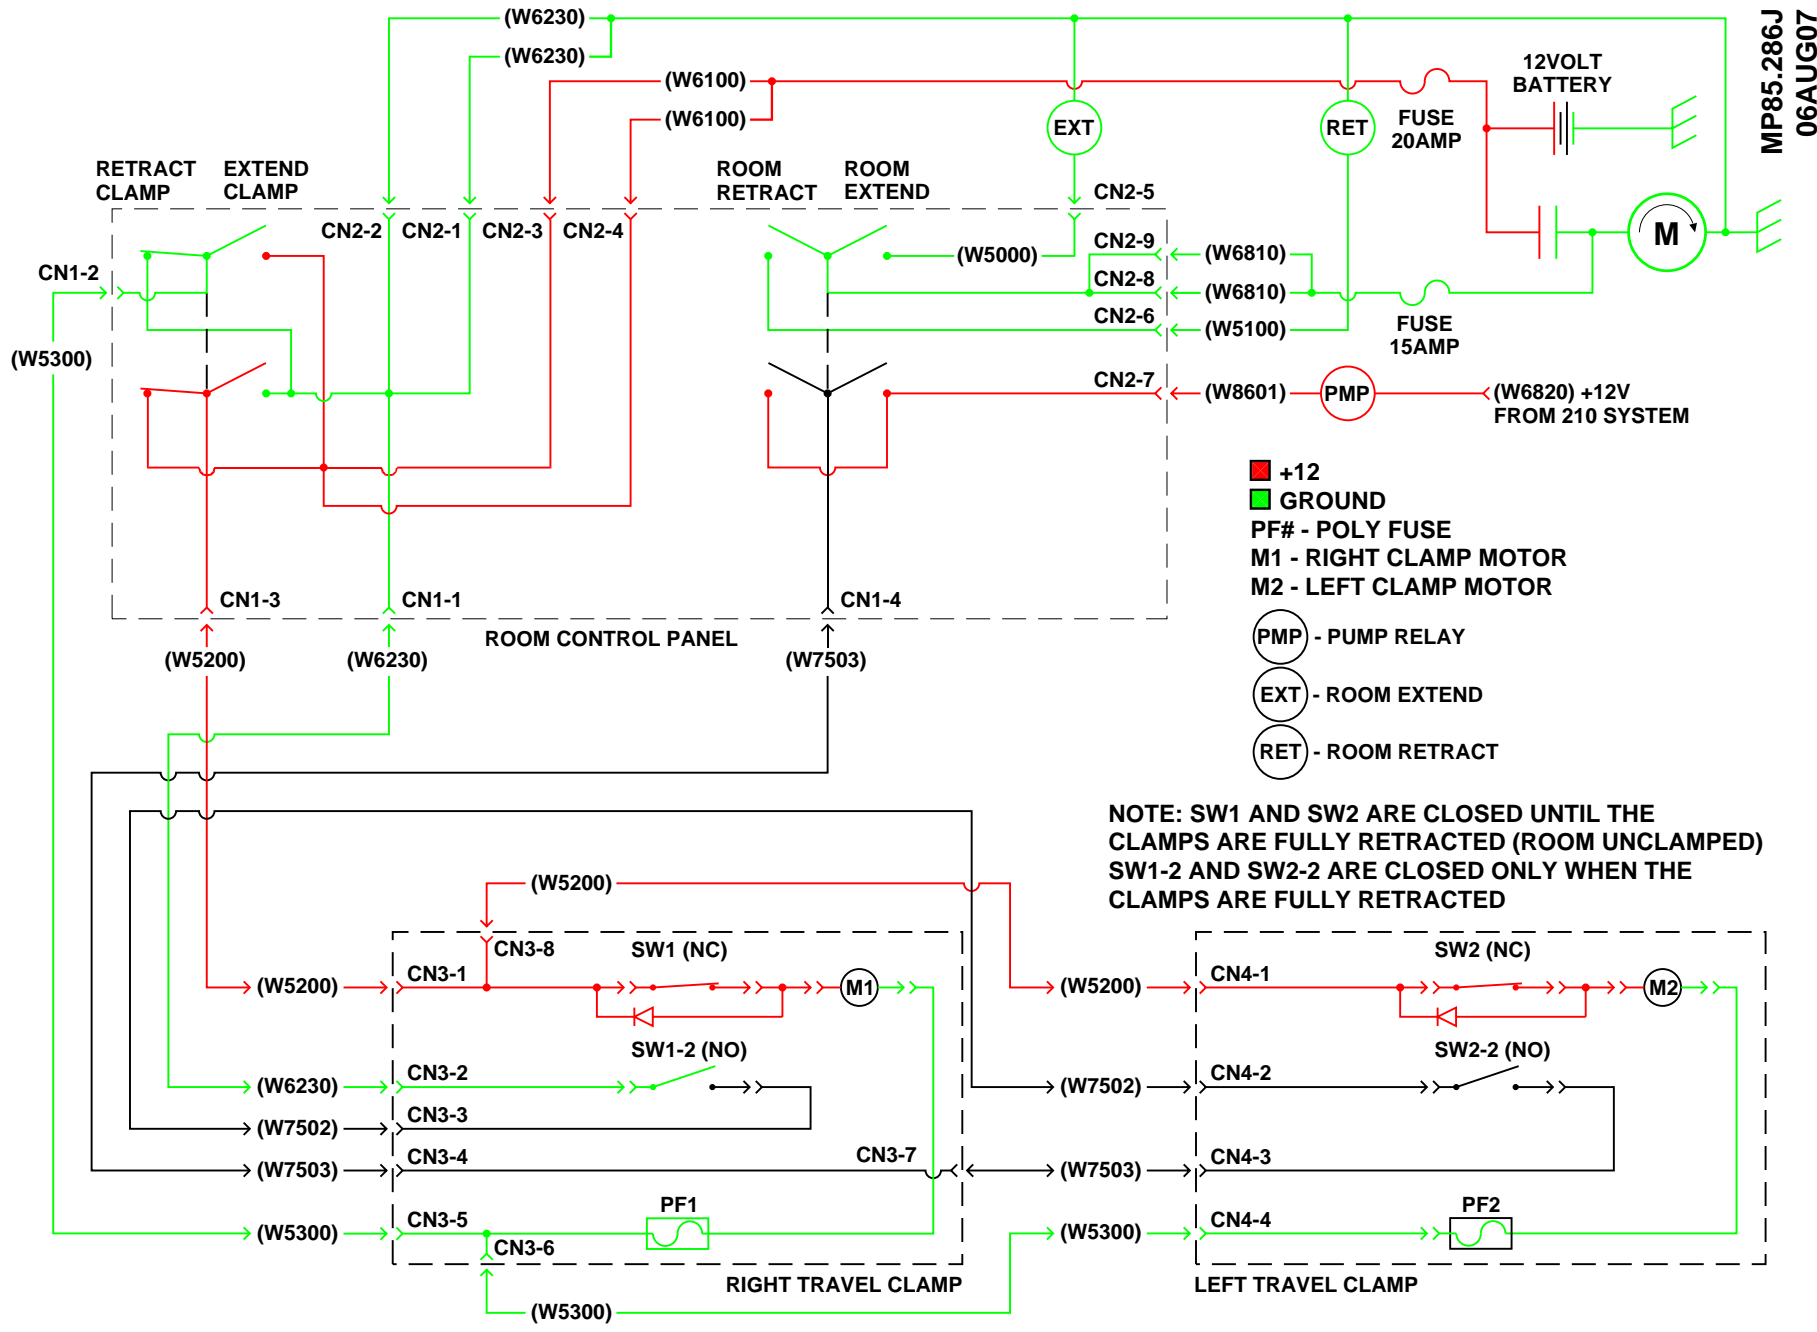 MP85.286J
06AUG07
(W6230)
(W6230)
(W6100)
(W6100)
12VOLT
BATTERY
EXT
RET
FUSE
20AMP
RETRACT
CLAMP
EXTEND
CLAMP
ROOM
RETRACT
ROOM
EXTEND
CN2-5
CN2-2
CN2-1
CN2-3
CN2-4
CN2-9
(W5000)
(W6810)
M
CN1-2
CN2-8
(W6810)
CN2-6
(W5100)
FUSE
15AMP
(W5300)
CN2-7
(W8601)
PMP
(W6820) +12V
FROM 210 SYSTEM
+12
GROUND
PF# - POLY FUSE
M1 - RIGHT CLAMP MOTOR
M2 - LEFT CLAMP MOTOR
CN1-3
CN1-1
CN1-4
ROOM CONTROL PANEL
PMP - PUMP RELAY
(W5200)
(W6230)
(W7503)
EXT - ROOM EXTEND
RET - ROOM RETRACT
NOTE: SW1 AND SW2 ARE CLOSED UNTIL THE
CLAMPS ARE FULLY RETRACTED (ROOM UNCLAMPED)
SW1-2 AND SW2-2 ARE CLOSED ONLY WHEN THE
CLAMPS ARE FULLY RETRACTED
(W5200)
CN3-8
SW1 (NC)
SW2 (NC)
(W5200)
CN3-1
M1
(W5200)
CN4-1
M2
SW1-2 (NO)
SW2-2 (NO)
(W6230)
CN3-2
(W7502)
CN4-2
(W7502)
CN3-3
(W7503)
CN3-4
CN3-7
(W7503)
CN4-3
PF1
PF2
(W5300)
CN3-5
(W5300)
CN4-4
CN3-6
RIGHT TRAVEL CLAMP
LEFT TRAVEL CLAMP
(W5300)